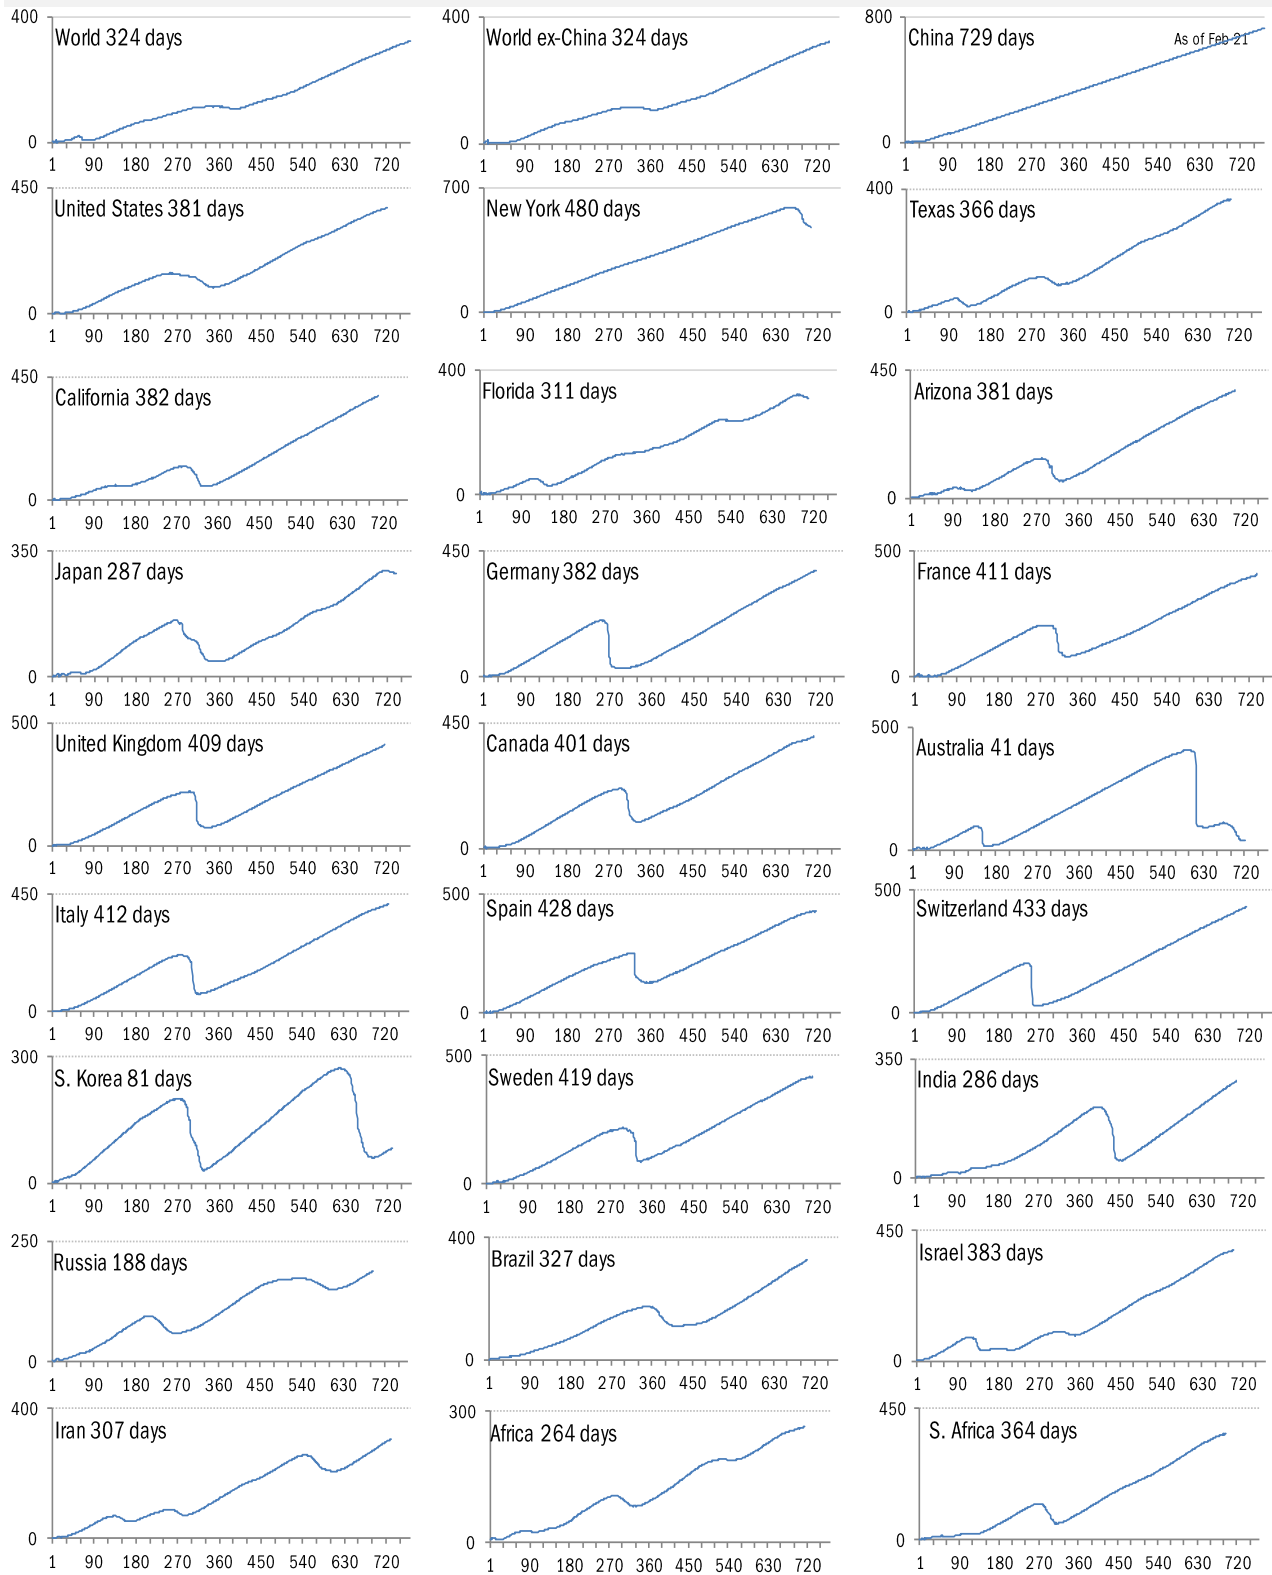 400
World 324 days
0
1 90 180 270 360 450 540 630 720
400
World ex-China 324 days
0
1 90 180 270 360 450 540 630 720
800
China 729 days
As of Feb 21
0
1 90 180 270 360 450 540 630 720
450
United States 381 days
0
1 90 180 270 360 450 540 630 720
700
New York 480 days
0
1 90 180 270 360 450 540 630 720
400
Texas 366 days
0
1 90 180 270 360 450 540 630 720
450
California 382 days
0
1 90 180 270 360 450 540 630 720
400
Florida 311 days
0
1 90 180 270 360 450 540 630 720
450
Arizona 381 days
0
1 90 180 270 360 450 540 630 720
350
Japan 287 days
0
1 90 180 270 360 450 540 630 720
450
Germany 382 days
0
1 90 180 270 360 450 540 630 720
500
France 411 days
0
1 90 180 270 360 450 540 630 720
500
United Kingdom 409 days
0
1 90 180 270 360 450 540 630 720
450
Canada 401 days
0
1 90 180 270 360 450 540 630 720
500
Australia 41 days
0
1 90 180 270 360 450 540 630 720
450
Italy 412 days
0
1 90 180 270 360 450 540 630 720
500
Spain 428 days
0
1 90 180 270 360 450 540 630 720
500
Switzerland 433 days
0
1 90 180 270 360 450 540 630 720
300
S. Korea 81 days
0
1 90 180 270 360 450 540 630 720
500
Sweden 419 days
0
1 90 180 270 360 450 540 630 720
350
India 286 days
0
1 90 180 270 360 450 540 630 720
250
Russia 188 days
0
1 90 180 270 360 450 540 630 720
400
Brazil 327 days
0
1 90 180 270 360 450 540 630 720
450
Israel 383 days
0
1 90 180 270 360 450 540 630 720
400
Iran 307 days
0
1 90 180 270 360 450 540 630 720
300
Africa 264 days
0
1 90 180 270 360 450 540 630 720
450
S. Africa 364 days
0
1 90 180 270 360 450 540 630 720